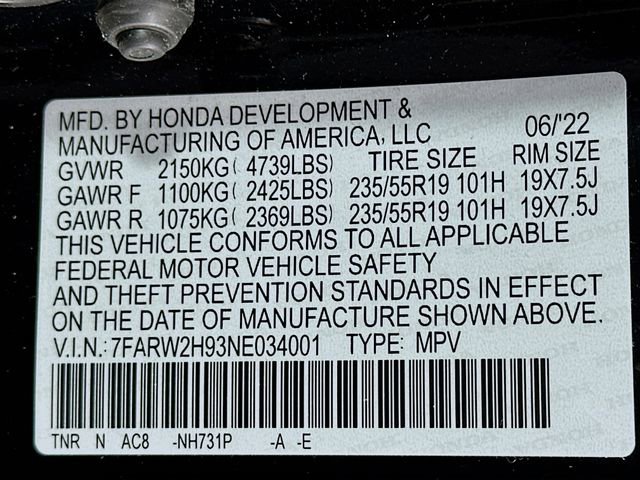 MFD. BY HONDA DEVELOPMENT &
MANUFACTURING OF AMERICA, LLC 06/'22
GVWR 2150KG( 4739LBS) TIRE SIZE RIM SIZE
GAWR F 1100KG( 2425LBS) 235/55R19 101H 19X7.5J
GAWR R 1075KG( 2369LBS) 235/55R19 101H 19X7.5J
THIS VEHICLE CONFORMS TO ALL APPLICABLE
FEDERAL MOTOR VEHICLE SAFETY
AND THEFT PREVENTION STANDARDS IN EFFECT
ON THE DATE OF MANUFACTURE SHOWN ABOVE.
V.I.N.: 7FARW2H93NE034001 TYPE: MPV
TNR N AC8 -NH731P -A -E